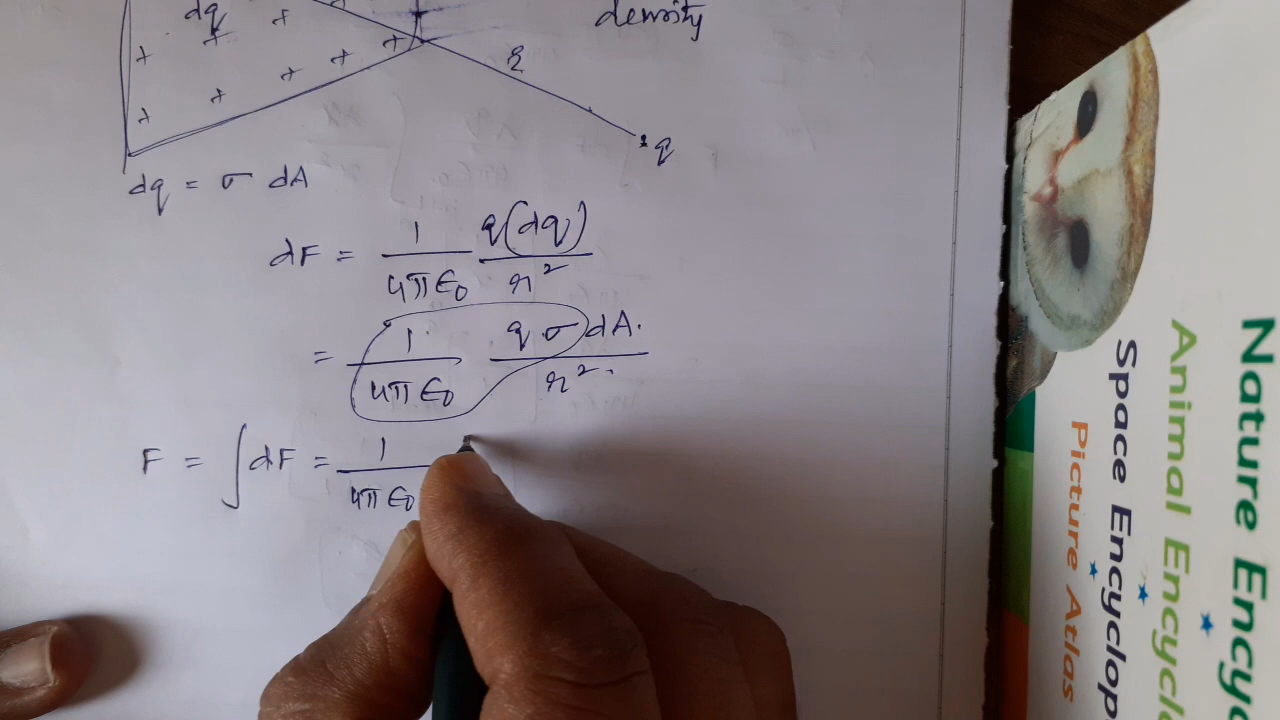 dq
density
r
q
dq = σ dA
dF = 1/4πε₀ q(dq)/r²
= 1/4πε₀ q σ dA/r²
F = ∫dF = 1/4πε₀
Nature Ency
Animal Encycl
Space Encyclop
Picture Atlas